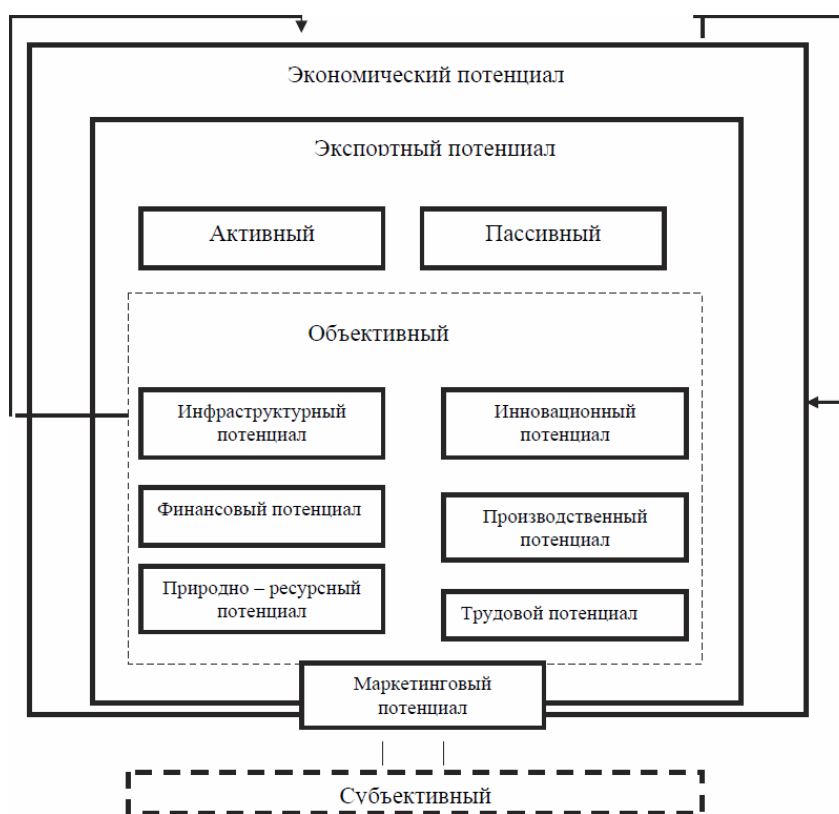 Экономический потенциал
Экспортный потенциал
Активный
Пассивный
Объективный
Инфраструктурный
потенциал
Инновационный
потенциал
Финансовый потенциал
Производственный
потенциал
Природно – ресурсный
потенциал
Трудовой потенциал
Маркетинговый
потенциал
Субъективный